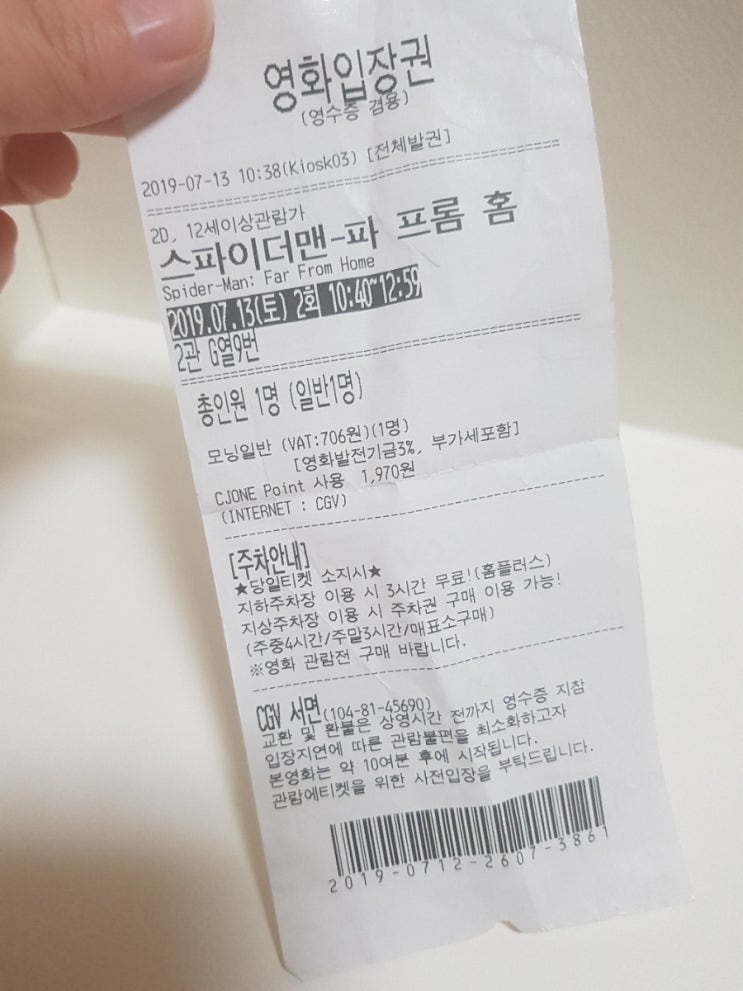 영화입장권
(영수증 겸용)
2019-07-13 10:38(Kiosk03) [전체발권]
2D, 12세이상관람가
스파이더맨-파 프롬 홈
Spider-Man: Far From Home
2019.07.13(토) 2회 10:40~12:59
2관 G열9번
총인원 1명 (일반1명)
모닝일반 (VAT:706원)(1명)
[영화발전기금3%, 부가세포함]
CJONE Point 사용 1,970원
(INTERNET : CGV)
[주차안내]
★당일티켓 소지시★
지하주차장 이용 시 3시간 무료!(홈플러스)
지상주차장 이용 시 주차권 구매 이용 가능!
(주중4시간/주말3시간/매표소구매)
※영화 관람전 구매 바랍니다.
CGV 서면(104-81-45690)
교환 및 환불은 상영시간 전까지 영수증 지참
입장지연에 따른 관람불편을 최소화하고자
본영화는 약 10여분 후에 시작됩니다.
관람에티켓을 위한 사전입장을 부탁드립니다.
2019-0712-2607-3861